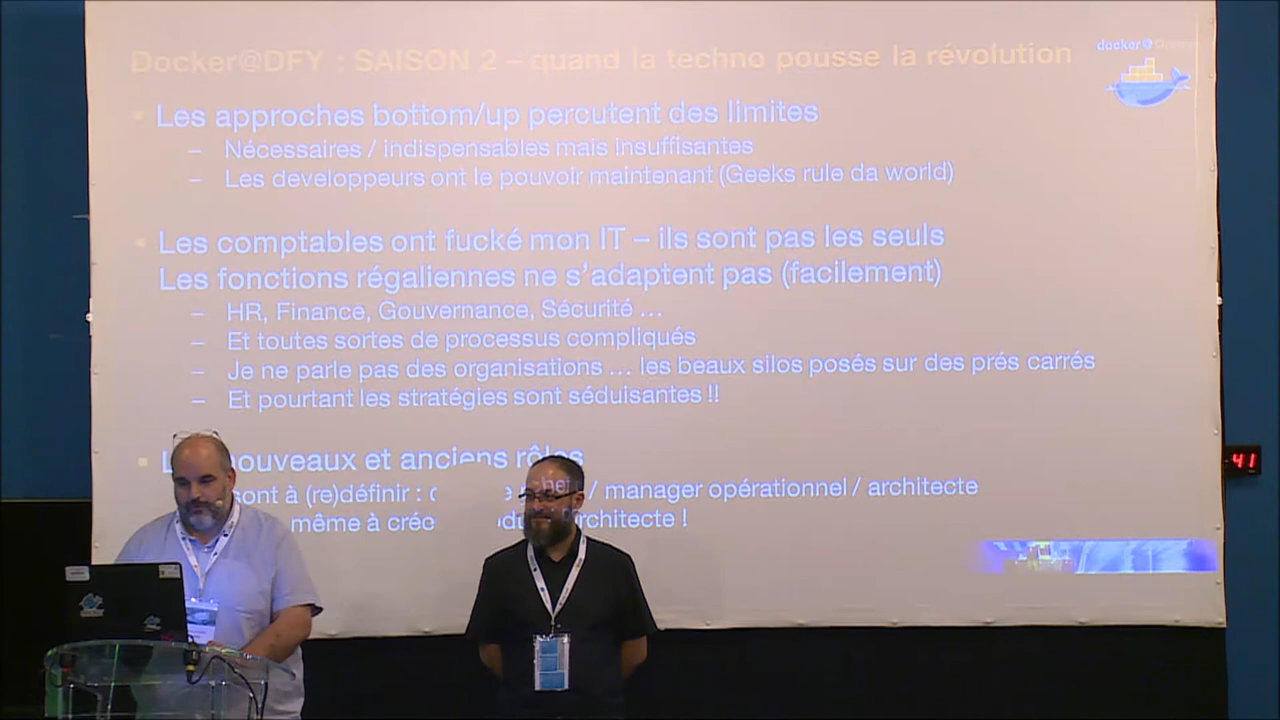 Docker@DFY : SAISON 2 – quand la techno pousse la révolution
docker@Orange
Les approches bottom/up percutent des limites
– Nécessaires / indispensables mais insuffisantes
– Les developpeurs ont le pouvoir maintenant (Geeks rule da world)
Les comptables ont fucké mon IT – ils sont pas les seuls
Les fonctions régaliennes ne s'adaptent pas (facilement)
– HR, Finance, Gouvernance, Sécurité ...
– Et toutes sortes de processus compliqués
– Je ne parle pas des organisations ... les beaux silos posés sur des prés carrés
– Et pourtant les stratégies sont séduisantes !!
ouveaux et anciens rôles
sont à (re)définir : / manager opérationnel / architecte
même à crée rchitecte !
41